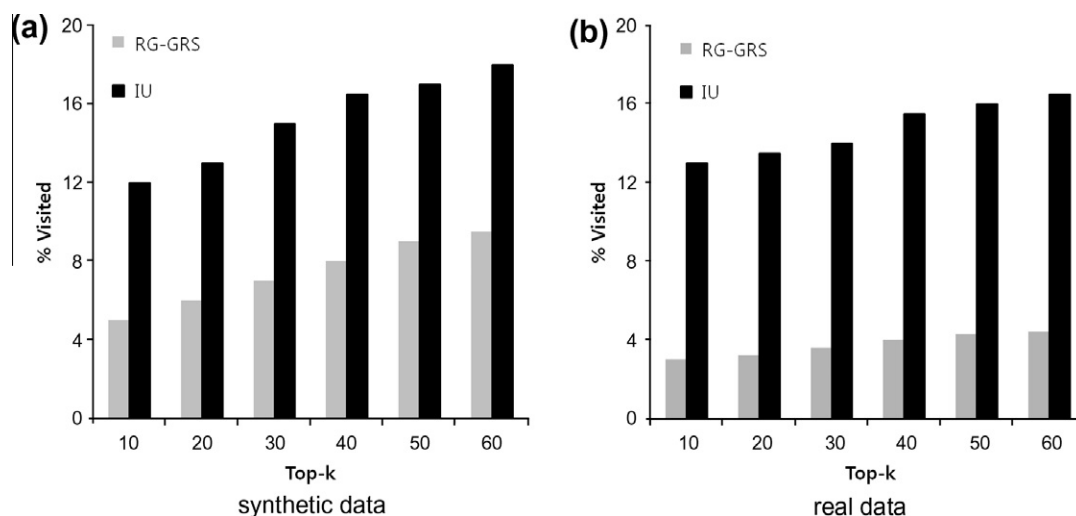 (a)
20
16
12
8
4
0
% Visited
RG-GRS
IU
10 20 30 40 50 60
Top-k
synthetic data
(b)
20
16
12
8
4
0
% Visited
RG-GRS
IU
10 20 30 40 50 60
Top-k
real data